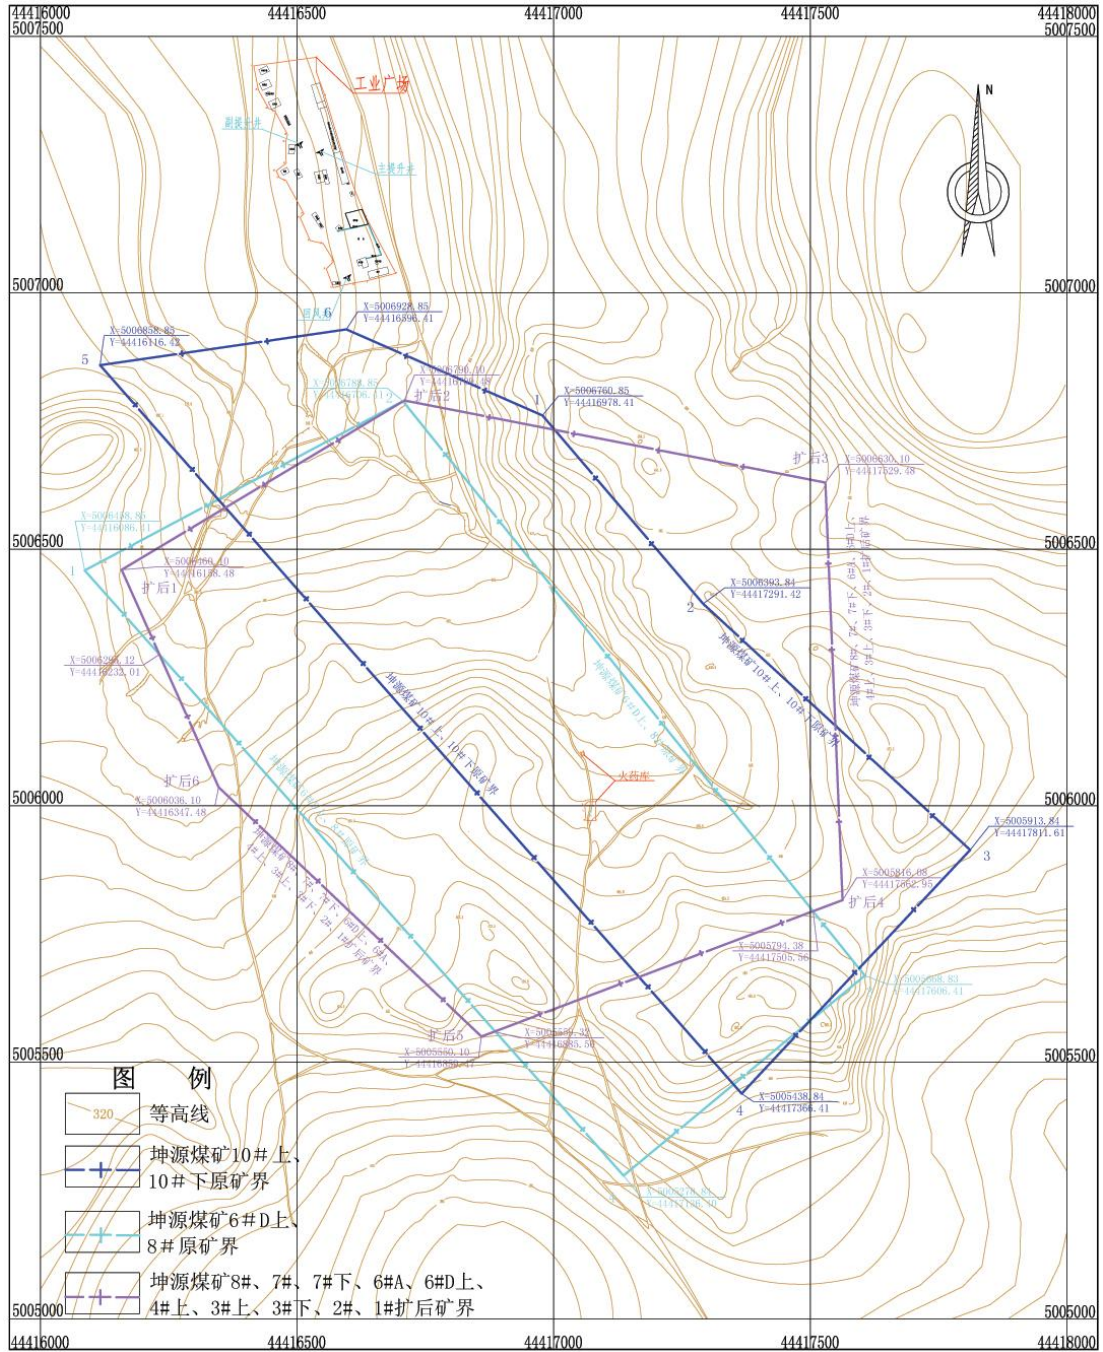 44416000
44416500
44417000
44417500
44418000
5007500
5007500
工业广场
N
副提升井
主提升井
5007000
5007000
6
X=5006928.85
Y=44416596.41
X=5006858.85
Y=44416116.42
5
扩后2
2
1
X=5006760.85
Y=44416978.41
扩后3
X=5006630.10
Y=44417529.48
5006500
5006500
1
X=5006460.10
Y=44416158.48
扩后1
X=5006393.84
Y=44417291.42
2
Y=44416232.01
坤源煤矿10#上、10#下原矿界
坤源煤矿10#上、10#下原矿界
扩后6
X=5006036.10
Y=44416347.48
火药库
5006000
5006000
X=5005913.84
Y=44417811.61
3
X=5005816.08
Y=44417562.95
扩后4
X=5005794.38
Y=44417505.56
X=5005668.83
Y=44417606.41
扩后5
X=5005550.10
5005500
5005500
X=5005438.84
Y=44417366.41
4
图 例
320
等高线
坤源煤矿10#上、
10#下原矿界
坤源煤矿6#D上、
8#原矿界
坤源煤矿8#、7#、7#下、6#A、6#D上、
4#上、3#上、3#下、2#、1#扩后矿界
5005000
5005000
44416000
44416500
44417000
44417500
44418000